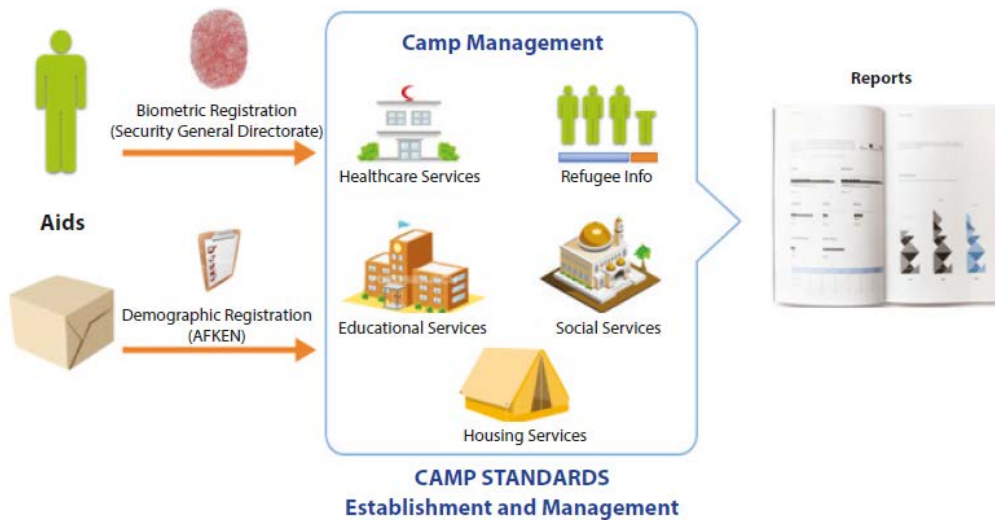 Camp Management
Biometric Registration
(Security General Directorate)
Healthcare Services
Refugee Info
Reports
Aids
Demographic Registration
(AFKEN)
Educational Services
Social Services
Housing Services
CAMP STANDARDS
Establishment and Management